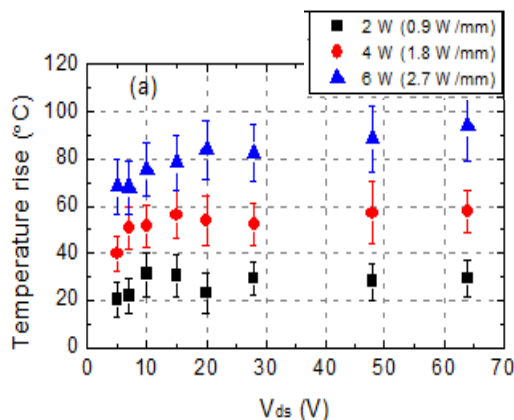 2 W (0.9 W/mm)
4 W (1.8 W/mm)
6 W (2.7 W/mm)
(a)
Temperature rise (°C)
120
100
80
60
40
20
0
0 10 20 30 40 50 60 70
Vds (V)